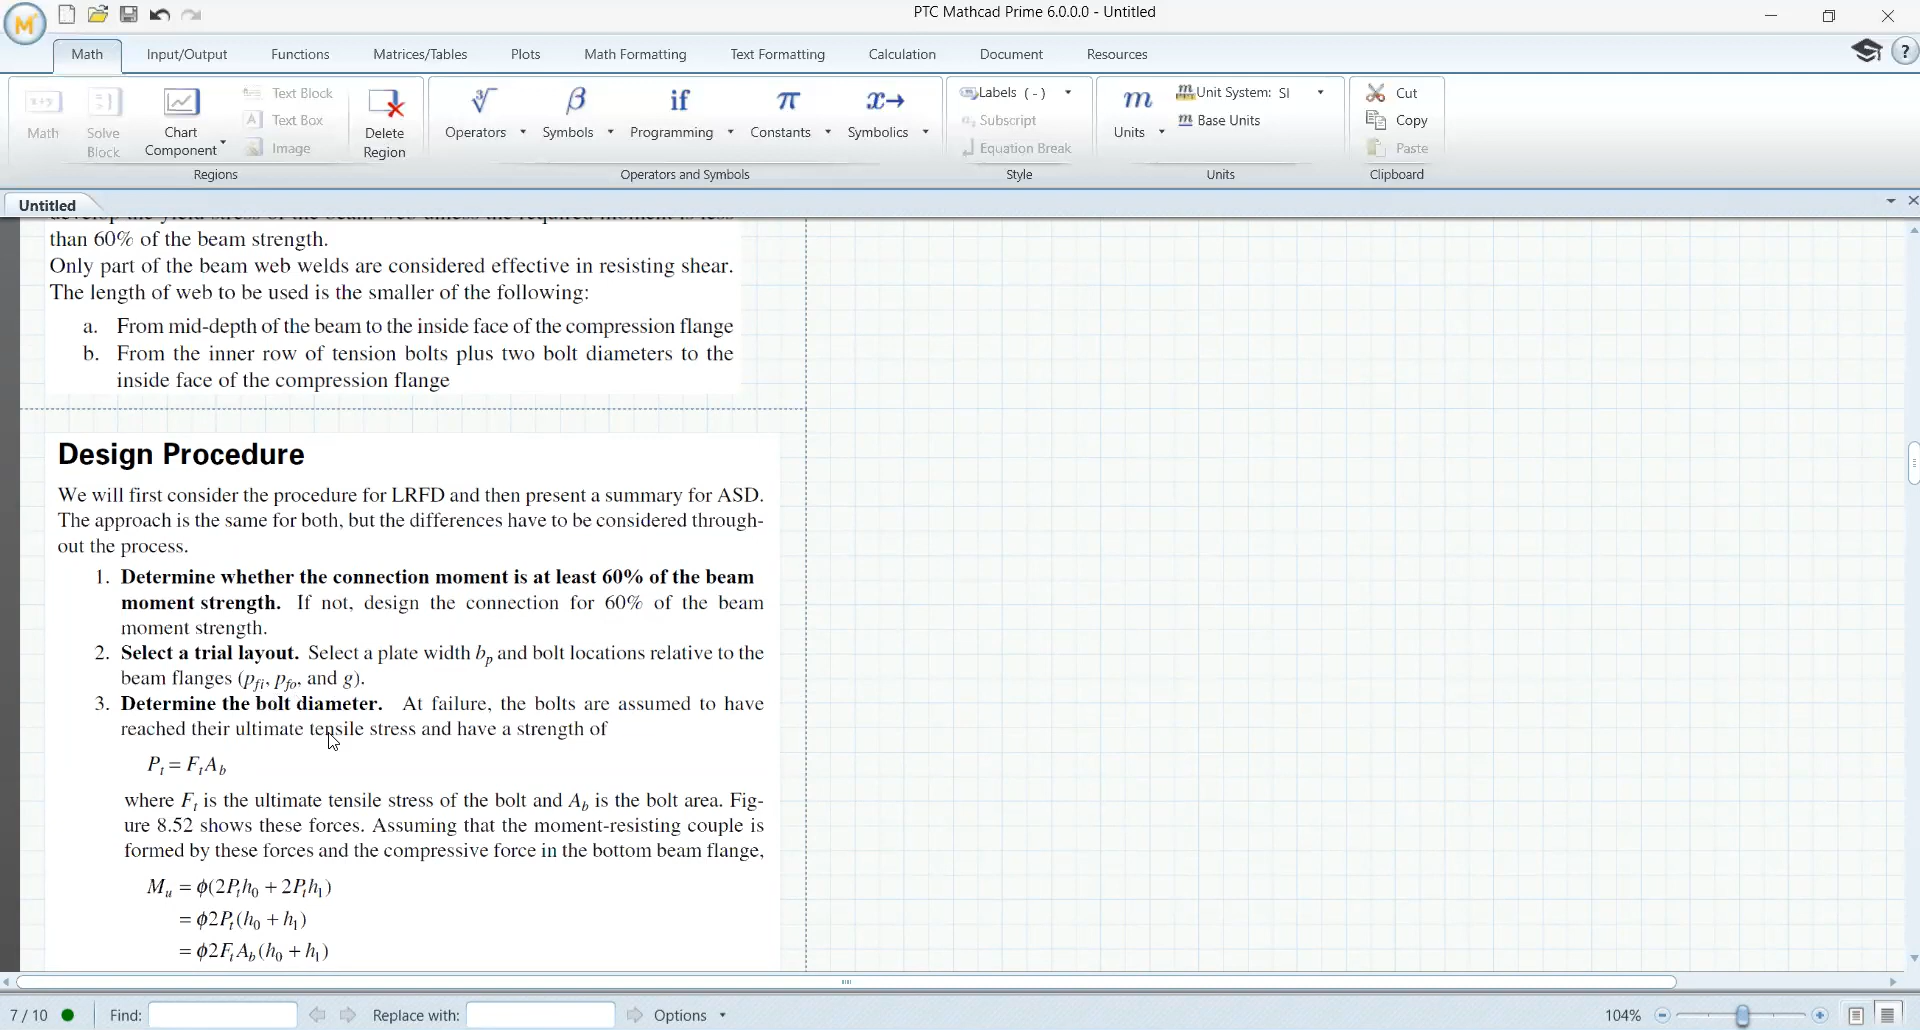 PTC Mathcad Prime 6.0.0.0 - Untitled
Math Input/Output Functions Matrices/Tables Plots Math Formatting Text Formatting Calculation Document Resources
Math
Solve
Block
Chart
Component
Text Block
Text Box
Image
Delete
Region
Regions
Operators Symbols Programming Constants Symbolics
Operators and Symbols
Labels ( - )
Subscript
Equation Break
Style
Units
Unit System: SI
Base Units
Units
Cut
Copy
Paste
Clipboard
Untitled
than 60% of the beam strength.
Only part of the beam web welds are considered effective in resisting shear.
The length of web to be used is the smaller of the following:
a. From mid-depth of the beam to the inside face of the compression flange
b. From the inner row of tension bolts plus two bolt diameters to the
inside face of the compression flange
Design Procedure
We will first consider the procedure for LRFD and then present a summary for ASD.
The approach is the same for both, but the differences have to be considered through-
out the process.
1. Determine whether the connection moment is at least 60% of the beam
moment strength. If not, design the connection for 60% of the beam
moment strength.
2. Select a trial layout. Select a plate width b_p and bolt locations relative to the
beam flanges (p_fi, p_fo, and g).
3. Determine the bolt diameter. At failure, the bolts are assumed to have
reached their ultimate tensile stress and have a strength of
P_t = F_t A_b
where F_t is the ultimate tensile stress of the bolt and A_b is the bolt area. Fig-
ure 8.52 shows these forces. Assuming that the moment-resisting couple is
formed by these forces and the compressive force in the bottom beam flange,
M_u = ϕ(2P_t h_0 + 2P_t h_1)
= ϕ2P_t (h_0 + h_1)
= ϕ2F_t A_b (h_0 + h_1)
7 / 10 Find: Replace with: Options 104%